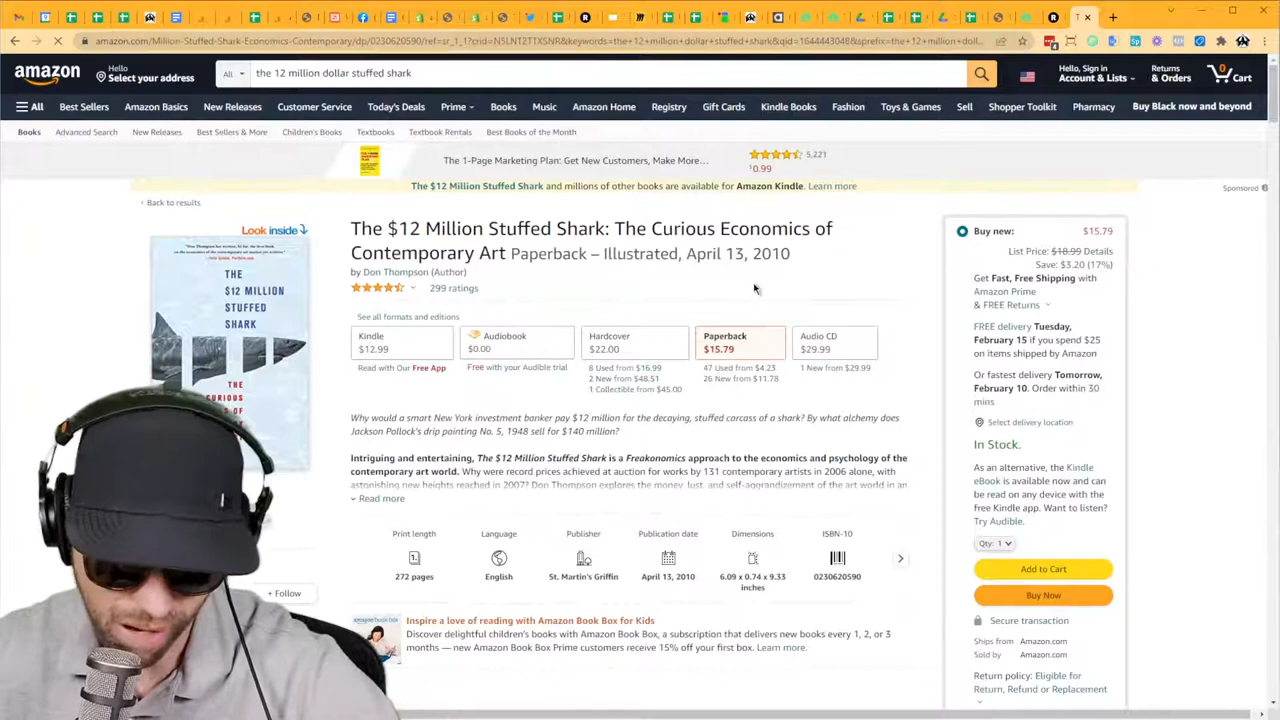 amazon.com/Million-Stuffed-Shark-Economics-Contemporary/dp/0230620590/ref=sr_1_1?crid=N5LNT2TTXSNR&keywords=the+12+million+dollar+stuffed+shark&qid=1644443048&sprefix=the+12+million+doll...
amazon
Hello
Select your address
All
the 12 million dollar stuffed shark
Hello, Sign in
Account & Lists
Returns
& Orders
0
Cart
All
Best Sellers
Amazon Basics
New Releases
Customer Service
Today's Deals
Prime
Books
Music
Amazon Home
Registry
Gift Cards
Kindle Books
Fashion
Toys & Games
Sell
Shopper Toolkit
Pharmacy
Buy Black now and beyond
Books
Advanced Search
New Releases
Best Sellers & More
Children's Books
Textbooks
Textbook Rentals
Best Books of the Month
The 1-Page Marketing Plan: Get New Customers, Make More...
5,221
$0.99
The $12 Million Stuffed Shark and millions of other books are available for Amazon Kindle. Learn more
Sponsored
‹ Back to results
Look inside
THE
$12 MILLION
STUFFED
SHARK
THE
CURIOUS
The $12 Million Stuffed Shark: The Curious Economics of
Contemporary Art Paperback – Illustrated, April 13, 2010
by Don Thompson (Author)
299 ratings
See all formats and editions
Kindle
$12.99
Read with Our Free App
Audiobook
$0.00
Free with your Audible trial
Hardcover
$22.00
8 Used from $16.99
2 New from $48.51
1 Collectible from $45.00
Paperback
$15.79
47 Used from $4.23
26 New from $11.78
Audio CD
$29.99
1 New from $29.99
Why would a smart New York investment banker pay $12 million for the decaying, stuffed carcass of a shark? By what alchemy does
Jackson Pollock's drip painting No. 5, 1948 sell for $140 million?
Intriguing and entertaining, The $12 Million Stuffed Shark is a Freakonomics approach to the economics and psychology of the
contemporary art world. Why were record prices achieved at auction for works by 131 contemporary artists in 2006 alone, with
astonishing new heights reached in 2007? Don Thompson explores the money, lust, and self-aggrandizement of the art world in an
Read more
Print length
272 pages
Language
English
Publisher
St. Martin's Griffin
Publication date
April 13, 2010
Dimensions
6.09 x 0.74 x 9.33
inches
ISBN-10
0230620590
+ Follow
Inspire a love of reading with Amazon Book Box for Kids
Discover delightful children's books with Amazon Book Box, a subscription that delivers new books every 1, 2, or 3
months — new Amazon Book Box Prime customers receive 15% off your first box. Learn more.
Buy new:
$15.79
List Price: $18.99 Details
Save: $3.20 (17%)
Get Fast, Free Shipping with
Amazon Prime
& FREE Returns
FREE delivery Tuesday,
February 15 if you spend $25
on items shipped by Amazon
Or fastest delivery Tomorrow,
February 10. Order within 30
mins
Select delivery location
In Stock.
As an alternative, the Kindle
eBook is available now and can
be read on any device with the
free Kindle app. Want to listen?
Try Audible.
Qty: 1
Add to Cart
Buy Now
Secure transaction
Ships from Amazon.com
Sold by Amazon.com
Return policy: Eligible for
Return, Refund or Replacement